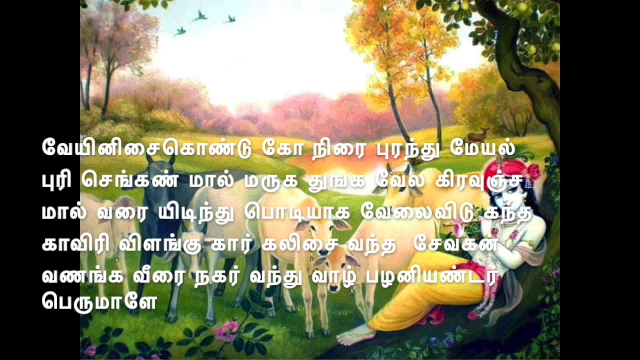 வேயினிசைகொண்டு கோ நிரை புரந்து மேயல்
புரி செங்கண் மால் மருக துங்க வேல கிரவுஞ்ச
மால் வரை யிடிந்து பொடியாக வேலைவிடு கந்த
காவிரி விளங்கு கார் கலிசை வந்த சேவகன
வணங்க வீரை நகர் வந்து வாழ் பழனியண்டர்
பெருமாளே